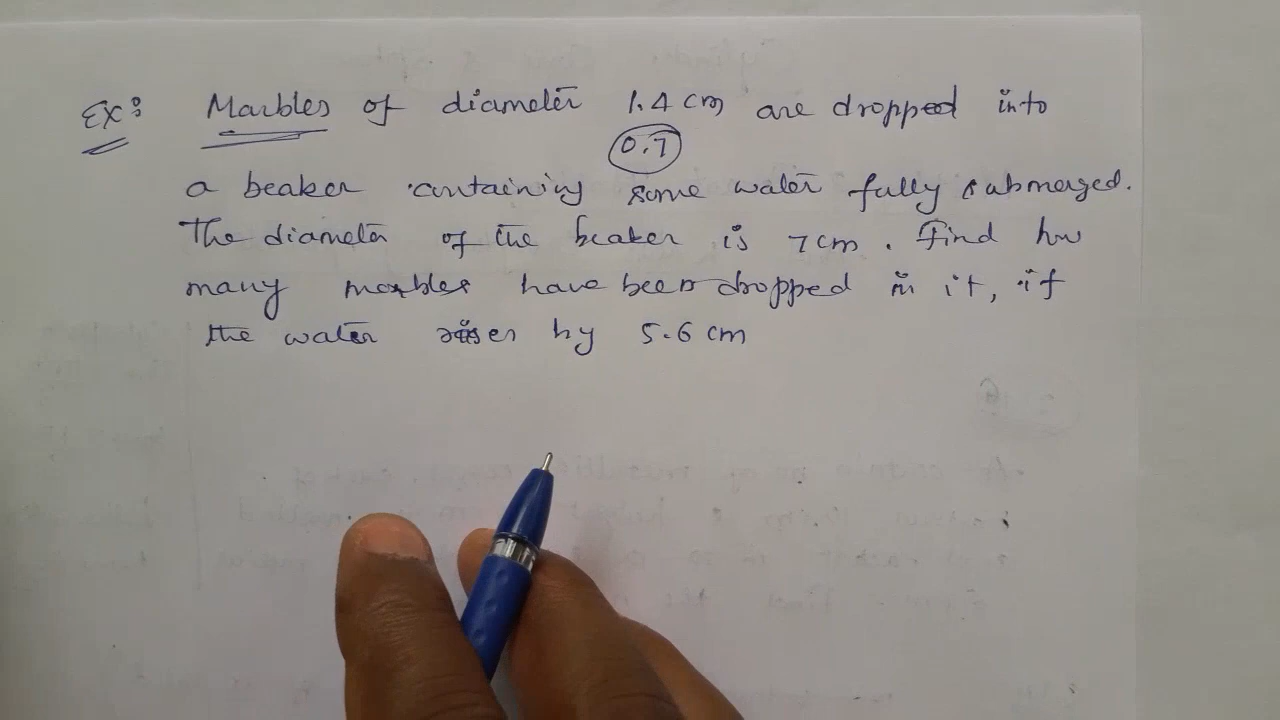 Ex: Marbles of diameter 1.4 cm are dropped into
0.7
a beaker containing some water fully submerged.
The diameter of the beaker is 7cm. Find how
many marbles have been dropped in it, if
the water rises by 5.6 cm